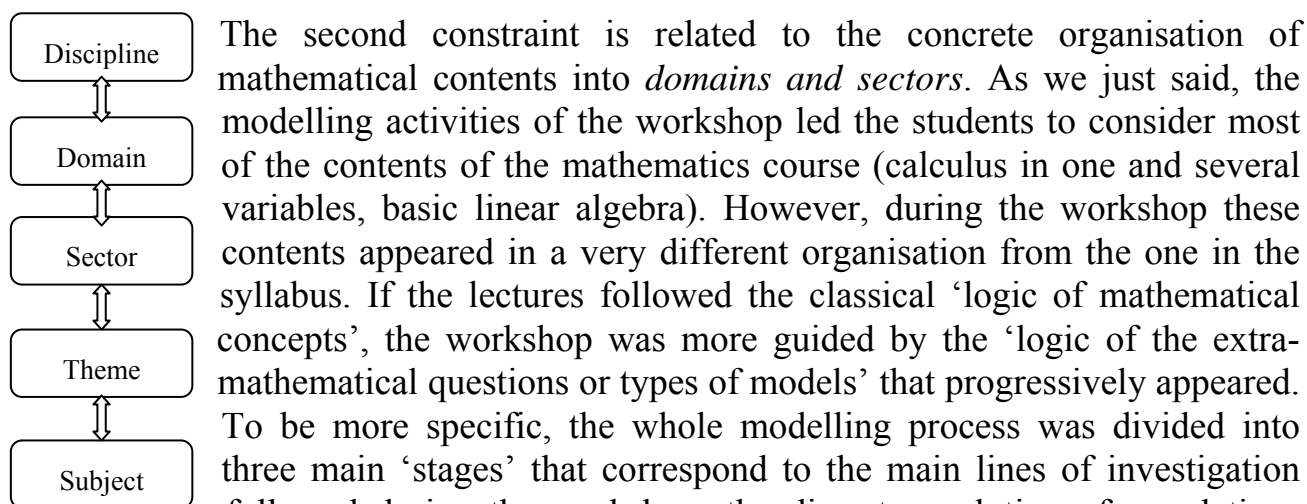 Discipline
Domain
Sector
Theme
Subject
The second constraint is related to the concrete organisation of
mathematical contents into domains and sectors. As we just said, the
modelling activities of the workshop led the students to consider most
of the contents of the mathematics course (calculus in one and several
variables, basic linear algebra). However, during the workshop these
contents appeared in a very different organisation from the one in the
syllabus. If the lectures followed the classical ‘logic of mathematical
concepts’, the workshop was more guided by the ‘logic of the extra-
mathematical questions or types of models’ that progressively appeared.
To be more specific, the whole modelling process was divided into
three main ‘stages’ that correspond to the main lines of investigation